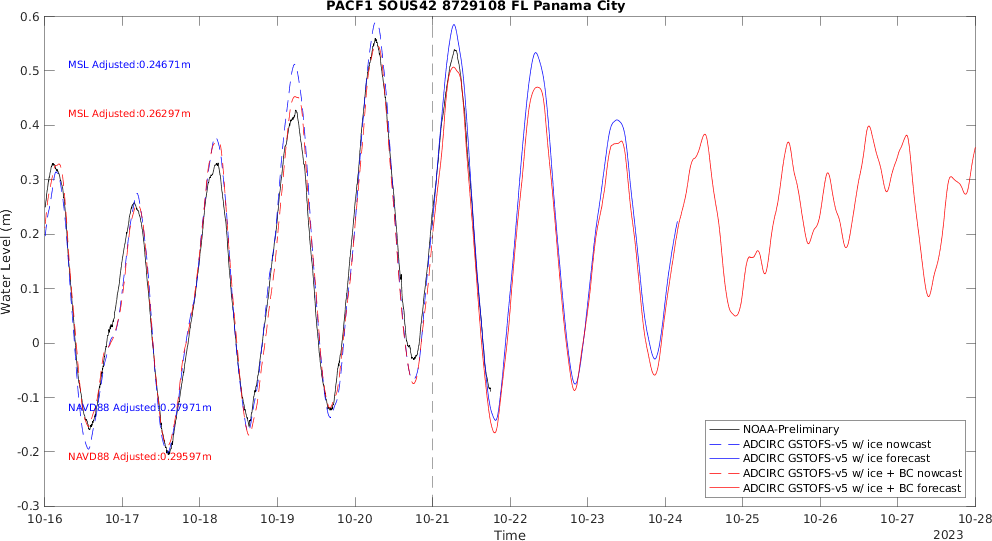 PACF1 SOUS42 8729108 FL Panama City
0.6
0.5
0.4
0.3
0.2
0.1
0
-0.1
-0.2
-0.3
Water Level (m)
MSL Adjusted:0.24671m
MSL Adjusted:0.26297m
NAVD88 Adjusted:0.27971m
NAVD88 Adjusted:0.29597m
NOAA-Preliminary
ADCIRC GSTOFS-v5 w/ ice nowcast
ADCIRC GSTOFS-v5 w/ ice forecast
ADCIRC GSTOFS-v5 w/ ice + BC nowcast
ADCIRC GSTOFS-v5 w/ ice + BC forecast
10-16 10-17 10-18 10-19 10-20 10-21 10-22 10-23 10-24 10-25 10-26 10-27 10-28
Time
2023